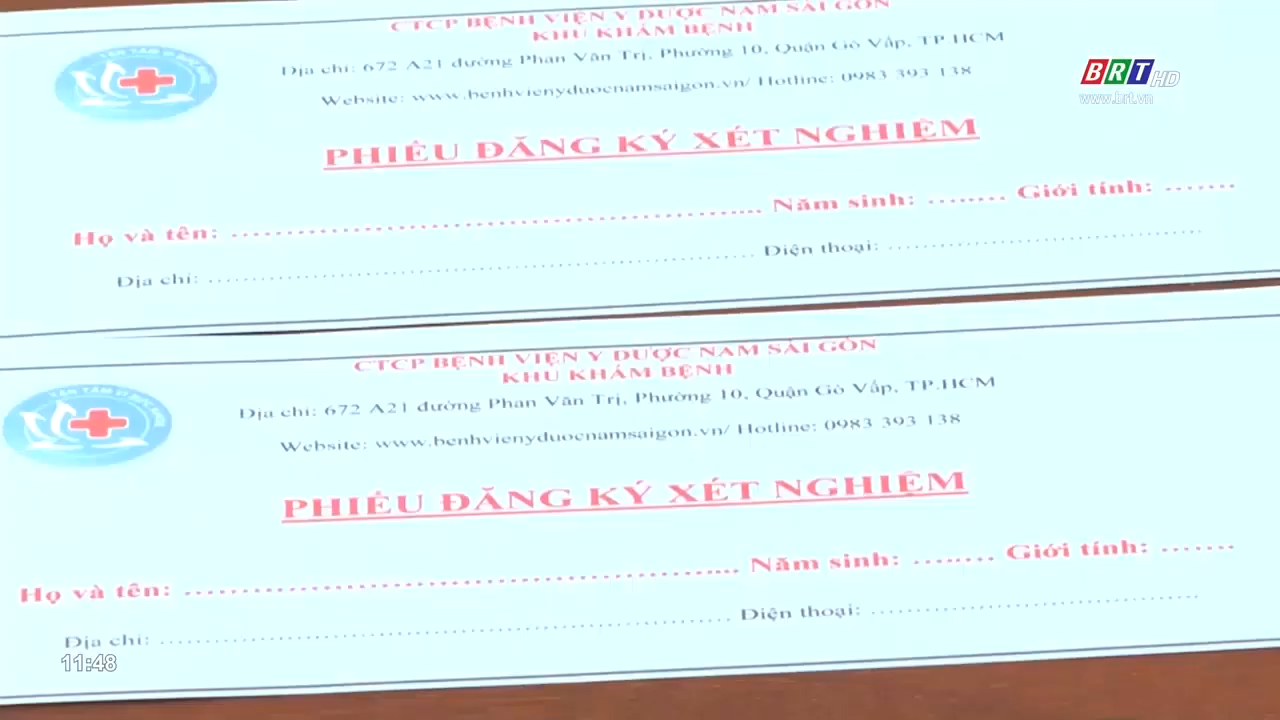 CTCP BỆNH VIỆN Y DƯỢC NAM SÀI GÒN
KHU KHÁM BỆNH
Địa chỉ: 672 A21 đường Phan Văn Trị, Phường 10, Quận Gò Vấp, TP.HCM
Website: www.benhvienyduocnamsaigon.vn/ Hotline: 0983 393 138
PHIẾU ĐĂNG KÝ XÉT NGHIỆM
Họ và tên: ........................................................ Năm sinh: ........ Giới tính: .......
Địa chỉ: ........................................................ Điện thoại: ................................
BRT HD
www.brt.vn
CTCP BỆNH VIỆN Y DƯỢC NAM SÀI GÒN
KHU KHÁM BỆNH
Địa chỉ: 672 A21 đường Phan Văn Trị, Phường 10, Quận Gò Vấp, TP.HCM
Website: www.benhvienyduocnamsaigon.vn/ Hotline: 0983 393 138
PHIẾU ĐĂNG KÝ XÉT NGHIỆM
Họ và tên: ........................................................ Năm sinh: ........ Giới tính: .......
Địa chỉ: ........................................................ Điện thoại: ................................
11:48